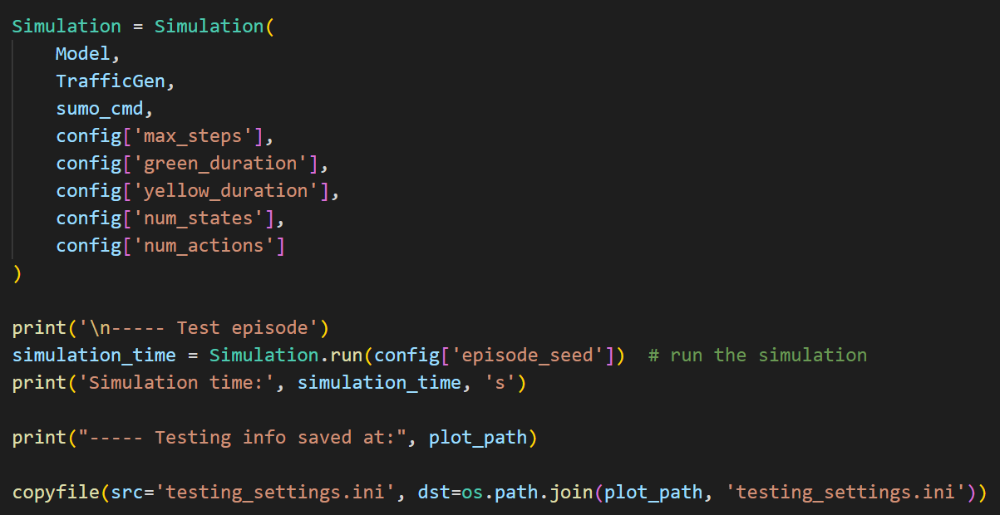 Simulation = Simulation(
    Model,
    TrafficGen,
    sumo_cmd,
    config['max_steps'],
    config['green_duration'],
    config['yellow_duration'],
    config['num_states'],
    config['num_actions']
)
print('\n----- Test episode')
simulation_time = Simulation.run(config['episode_seed'])  # run the simulation
print('Simulation time:', simulation_time, 's')
print("----- Testing info saved at:", plot_path)
copyfile(src='testing_settings.ini', dst=os.path.join(plot_path, 'testing_settings.ini'))